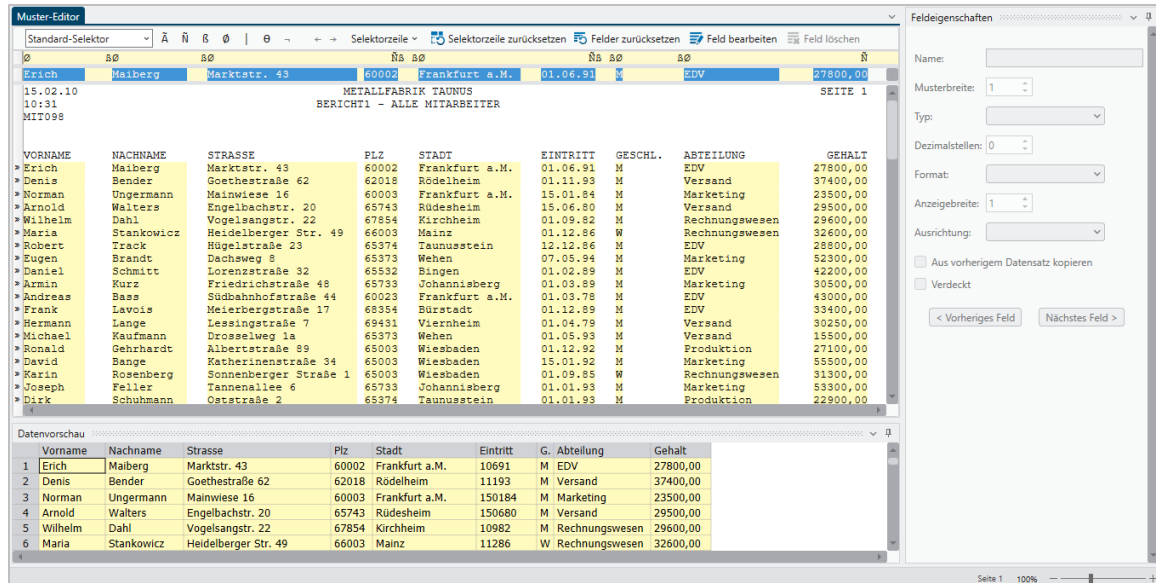 Muster-Editor
Standard-Selektor Ã Ñ ß Ø | ɵ ¬ ← → Selektorzeile Selektorzeile zurücksetzen Felder zurücksetzen Feld bearbeiten Feld löschen
Ø ßØ ßØ Ñß ßØ Ñß ßØ ßØ Ñ
Erich Maiberg Marktstr. 43 60002 Frankfurt a.M. 01.06.91 M EDV 27800,00
15.02.10 METALLFABRIK TAUNUS SEITE 1
10:31 BERICHT1 - ALLE MITARBEITER
MIT098
VORNAME NACHNAME STRASSE PLZ STADT EINTRITT GESCHL. ABTEILUNG GEHALT
» Erich Maiberg Marktstr. 43 60002 Frankfurt a.M. 01.06.91 M EDV 27800,00
» Denis Bender Goethestraße 62 62018 Rödelheim 01.11.93 M Versand 37400,00
» Norman Ungermann Mainwiese 16 60003 Frankfurt a.M. 15.01.84 M Marketing 23500,00
» Arnold Walters Engelbachstr. 20 65743 Rüdesheim 15.06.80 M Versand 29500,00
» Wilhelm Dahl Vogelsangstr. 22 67854 Kirchheim 01.09.82 M Rechnungswesen 29600,00
» Maria Stankowicz Heidelberger Str. 49 66003 Mainz 01.12.86 W Rechnungswesen 32600,00
» Robert Track Hügelstraße 23 65374 Taunusstein 12.12.86 M EDV 28800,00
» Eugen Brandt Dachsweg 8 65373 Wehen 07.05.94 M Marketing 52300,00
» Daniel Schmitt Lorenzstraße 32 65532 Bingen 01.02.89 M EDV 42200,00
» Armin Kurz Friedrichstraße 48 65733 Johannisberg 01.03.89 M Marketing 30500,00
» Andreas Bass Südbahnhofstraße 44 60023 Frankfurt a.M. 01.03.78 M EDV 43000,00
» Frank Lavois Meierbergstraße 17 68354 Bürstadt 01.12.89 M EDV 33400,00
» Hermann Lange Lessingstraße 7 69431 Viernheim 01.04.79 M Versand 30250,00
» Michael Kaufmann Drosselweg 1a 65373 Wehen 01.05.93 M Versand 15500,00
» Ronald Gehrhardt Albertstraße 89 65003 Wiesbaden 01.12.92 M Produktion 27100,00
» David Bange Katherinenstraße 34 65003 Wiesbaden 15.01.92 M Marketing 55500,00
» Karin Rosenberg Sonnenberger Straße 1 65003 Wiesbaden 01.09.85 W Rechnungswesen 31300,00
» Joseph Feller Tannenallee 6 65733 Johannisberg 01.01.93 M Marketing 53300,00
» Dirk Schuhmann Oststraße 2 65374 Taunusstein 01.01.93 M Produktion 22900,00
Datenvorschau
Vorname Nachname Strasse Plz Stadt Eintritt G. Abteilung Gehalt
1 Erich Maiberg Marktstr. 43 60002 Frankfurt a.M. 10691 M EDV 27800,00
2 Denis Bender Goethestraße 62 62018 Rödelheim 11193 M Versand 37400,00
3 Norman Ungermann Mainwiese 16 60003 Frankfurt a.M. 150184 M Marketing 23500,00
4 Arnold Walters Engelbachstr. 20 65743 Rüdesheim 150680 M Versand 29500,00
5 Wilhelm Dahl Vogelsangstr. 22 67854 Kirchheim 10982 M Rechnungswesen 29600,00
6 Maria Stankowicz Heidelberger Str. 49 66003 Mainz 11286 W Rechnungswesen 32600,00
Feldeigenschaften
Name:
Musterbreite: 1
Typ:
Dezimalstellen: 0
Format:
Anzeigebreite: 1
Ausrichtung:
Aus vorherigem Datensatz kopieren
Verdeckt
< Vorheriges Feld Nächstes Feld >
Seite 1 100% − +